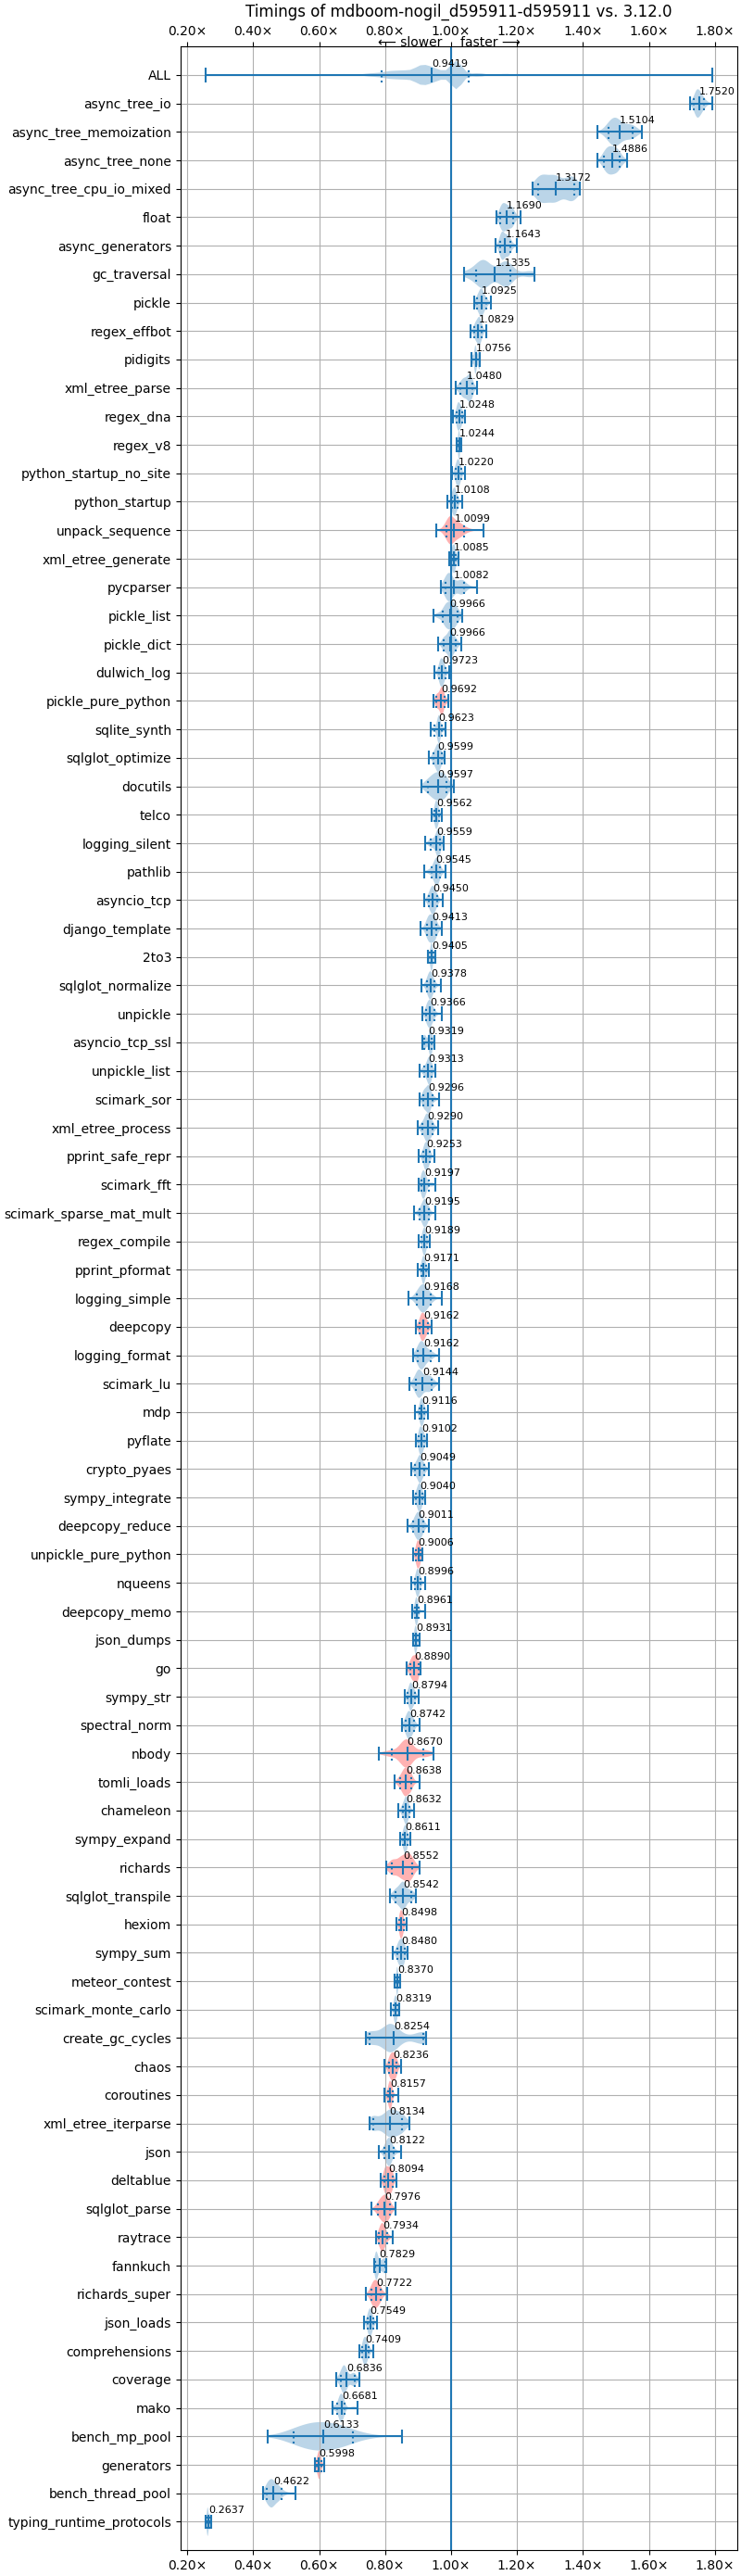 Timings of mdboom-nogil_d595911-d595911 vs. 3.12.0
0.20× 0.40× 0.60× 0.80× 1.00× 1.20× 1.40× 1.60× 1.80×
⟵ slower faster ⟶
ALL 0.9419
async_tree_io 1.7520
async_tree_memoization 1.5104
async_tree_none 1.4886
async_tree_cpu_io_mixed 1.3172
float 1.1690
async_generators 1.1643
gc_traversal 1.1335
pickle 1.0925
regex_effbot 1.0829
pidigits 1.0756
xml_etree_parse 1.0480
regex_dna 1.0248
regex_v8 1.0244
python_startup_no_site 1.0220
python_startup 1.0108
unpack_sequence 1.0099
xml_etree_generate 1.0085
pycparser 1.0082
pickle_list 0.9966
pickle_dict 0.9966
dulwich_log 0.9723
pickle_pure_python 0.9692
sqlite_synth 0.9623
sqlglot_optimize 0.9599
docutils 0.9597
telco 0.9562
logging_silent 0.9559
pathlib 0.9545
asyncio_tcp 0.9450
django_template 0.9413
2to3 0.9405
sqlglot_normalize 0.9378
unpickle 0.9366
asyncio_tcp_ssl 0.9319
unpickle_list 0.9313
scimark_sor 0.9296
xml_etree_process 0.9290
pprint_safe_repr 0.9253
scimark_fft 0.9197
scimark_sparse_mat_mult 0.9195
regex_compile 0.9189
pprint_pformat 0.9171
logging_simple 0.9168
deepcopy 0.9162
logging_format 0.9162
scimark_lu 0.9144
mdp 0.9116
pyflate 0.9102
crypto_pyaes 0.9049
sympy_integrate 0.9040
deepcopy_reduce 0.9011
unpickle_pure_python 0.9006
nqueens 0.8996
deepcopy_memo 0.8961
json_dumps 0.8931
go 0.8890
sympy_str 0.8794
spectral_norm 0.8742
nbody 0.8670
tomli_loads 0.8638
chameleon 0.8632
sympy_expand 0.8611
richards 0.8552
sqlglot_transpile 0.8542
hexiom 0.8498
sympy_sum 0.8480
meteor_contest 0.8370
scimark_monte_carlo 0.8319
create_gc_cycles 0.8254
chaos 0.8236
coroutines 0.8157
xml_etree_iterparse 0.8134
json 0.8122
deltablue 0.8094
sqlglot_parse 0.7976
raytrace 0.7934
fannkuch 0.7829
richards_super 0.7722
json_loads 0.7549
comprehensions 0.7409
coverage 0.6836
mako 0.6681
bench_mp_pool 0.6133
generators 0.5998
bench_thread_pool 0.4622
typing_runtime_protocols 0.2637
0.20× 0.40× 0.60× 0.80× 1.00× 1.20× 1.40× 1.60× 1.80×